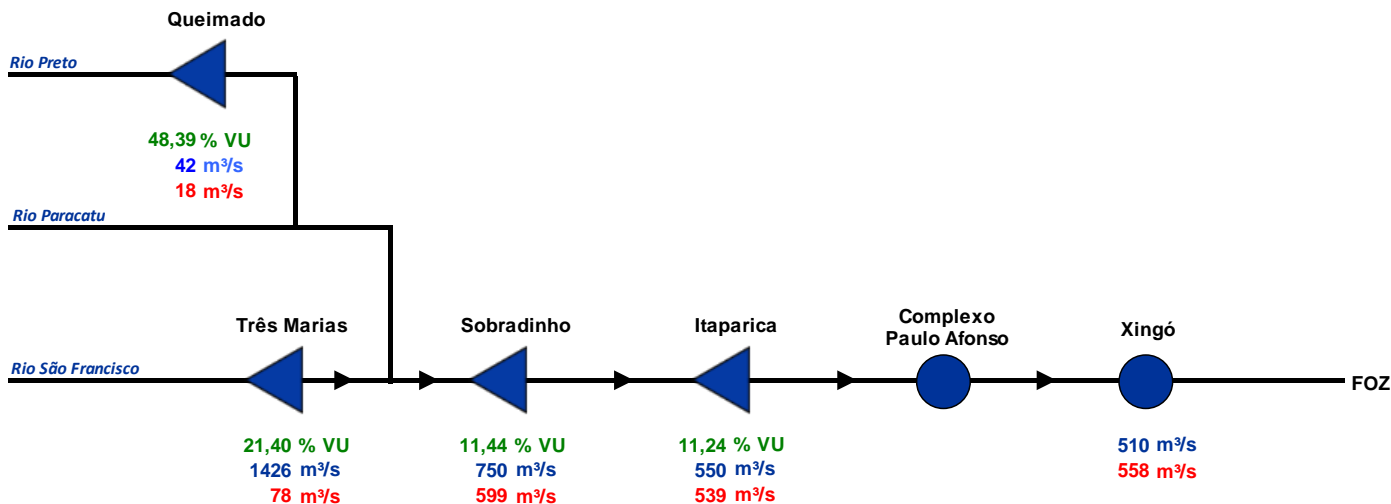 Queimado
Rio Preto
48,39 % VU
42 m³/s
18 m³/s
Rio Paracatu
Três Marias
Sobradinho
Itaparica
Complexo
Paulo Afonso
Xingó
Rio São Francisco
FOZ
21,40 % VU
1426 m³/s
78 m³/s
11,44 % VU
750 m³/s
599 m³/s
11,24 % VU
550 m³/s
539 m³/s
510 m³/s
558 m³/s